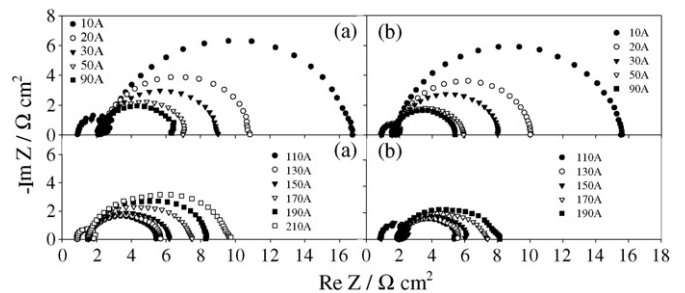 8
6
4
2
0
10A
20A
30A
50A
90A
(a)
(b)
10A
20A
30A
50A
90A
6
4
2
0
110A
130A
150A
170A
190A
210A
(a)
(b)
110A
130A
150A
170A
190A
0 2 4 6 8 10 12 14 16 0 2 4 6 8 10 12 14 16 18
-Im Z / Ω cm²
Re Z / Ω cm²